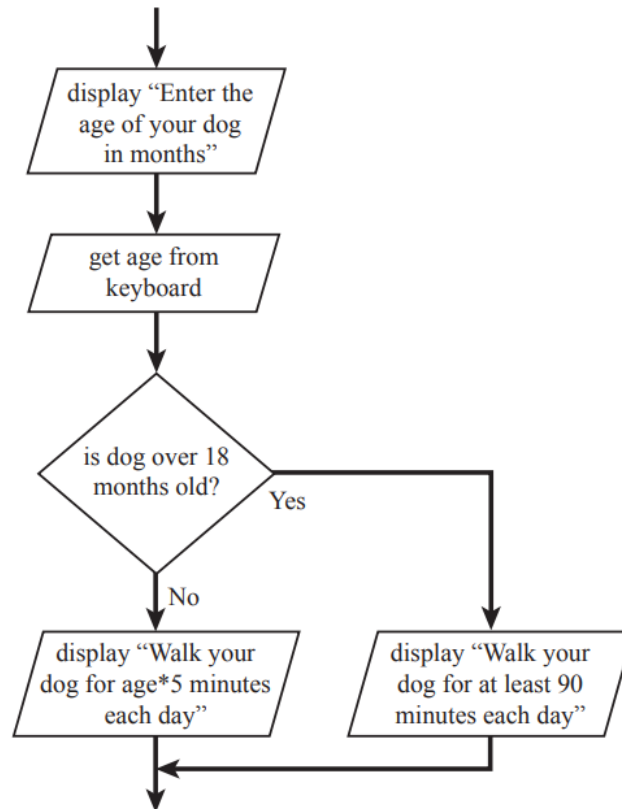 display “Enter the
age of your dog
in months”
get age from
keyboard
is dog over 18
months old?
Yes
No
display “Walk your
dog for age*5 minutes
each day”
display “Walk your
dog for at least 90
minutes each day”